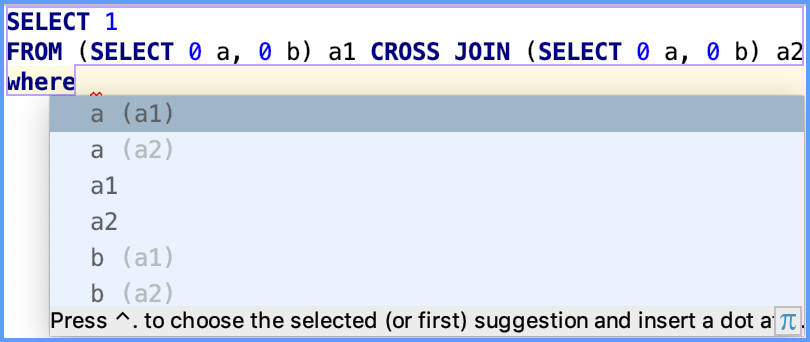 SELECT 1
FROM (SELECT 0 a, 0 b) a1 CROSS JOIN (SELECT 0 a, 0 b) a2
where
a (a1)
a (a2)
a1
a2
b (a1)
b (a2)
Press ^. to choose the selected (or first) suggestion and insert a dot π .